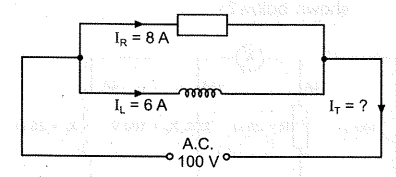 I_R = 8 A
I_L = 6 A
I_T = ?
A.C.
100 V